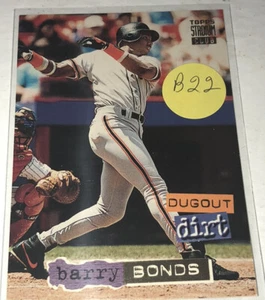 TOPPS
STADIUM
CLUB
B22
DUGOUT
dirt
barry BONDS